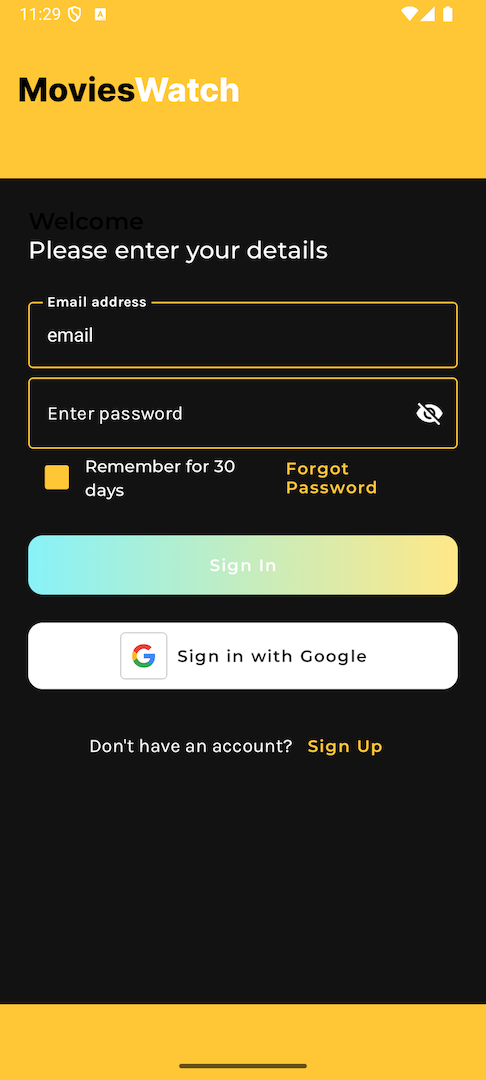 11:29
MoviesWatch
Welcome
Please enter your details
Email address
email
Enter password
Remember for 30
days
Forgot
Password
Sign In
Sign in with Google
Don't have an account? Sign Up